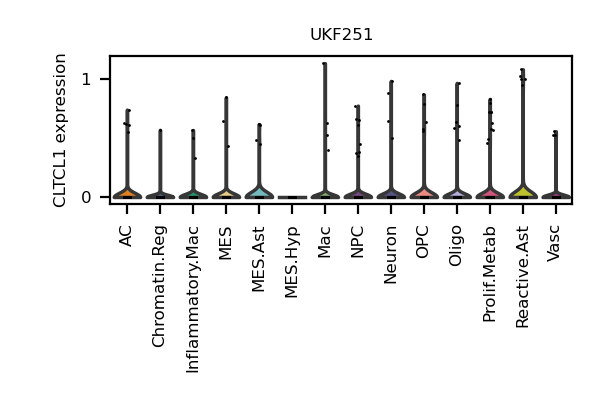 UKF251
CLTCL1 expression
1
0
AC
Chromatin.Reg
Inflammatory.Mac
MES
MES.Ast
MES.Hyp
Mac
NPC
Neuron
OPC
Oligo
Prolif.Metab
Reactive.Ast
Vasc